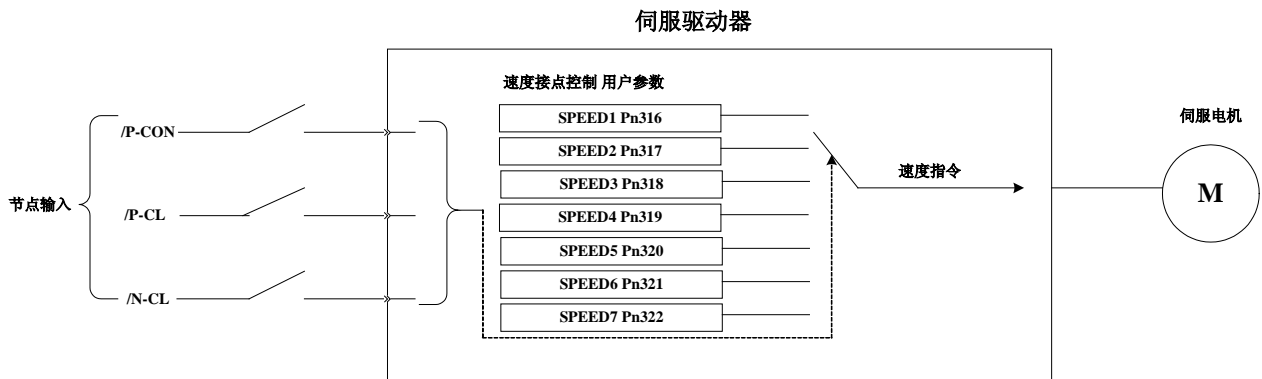 伺服驱动器
速度接点控制 用户参数
SPEED1 Pn316
SPEED2 Pn317
SPEED3 Pn318
SPEED4 Pn319
SPEED5 Pn320
SPEED6 Pn321
SPEED7 Pn322
节点输入
/P-CON
/P-CL
/N-CL
速度指令
伺服电机
M